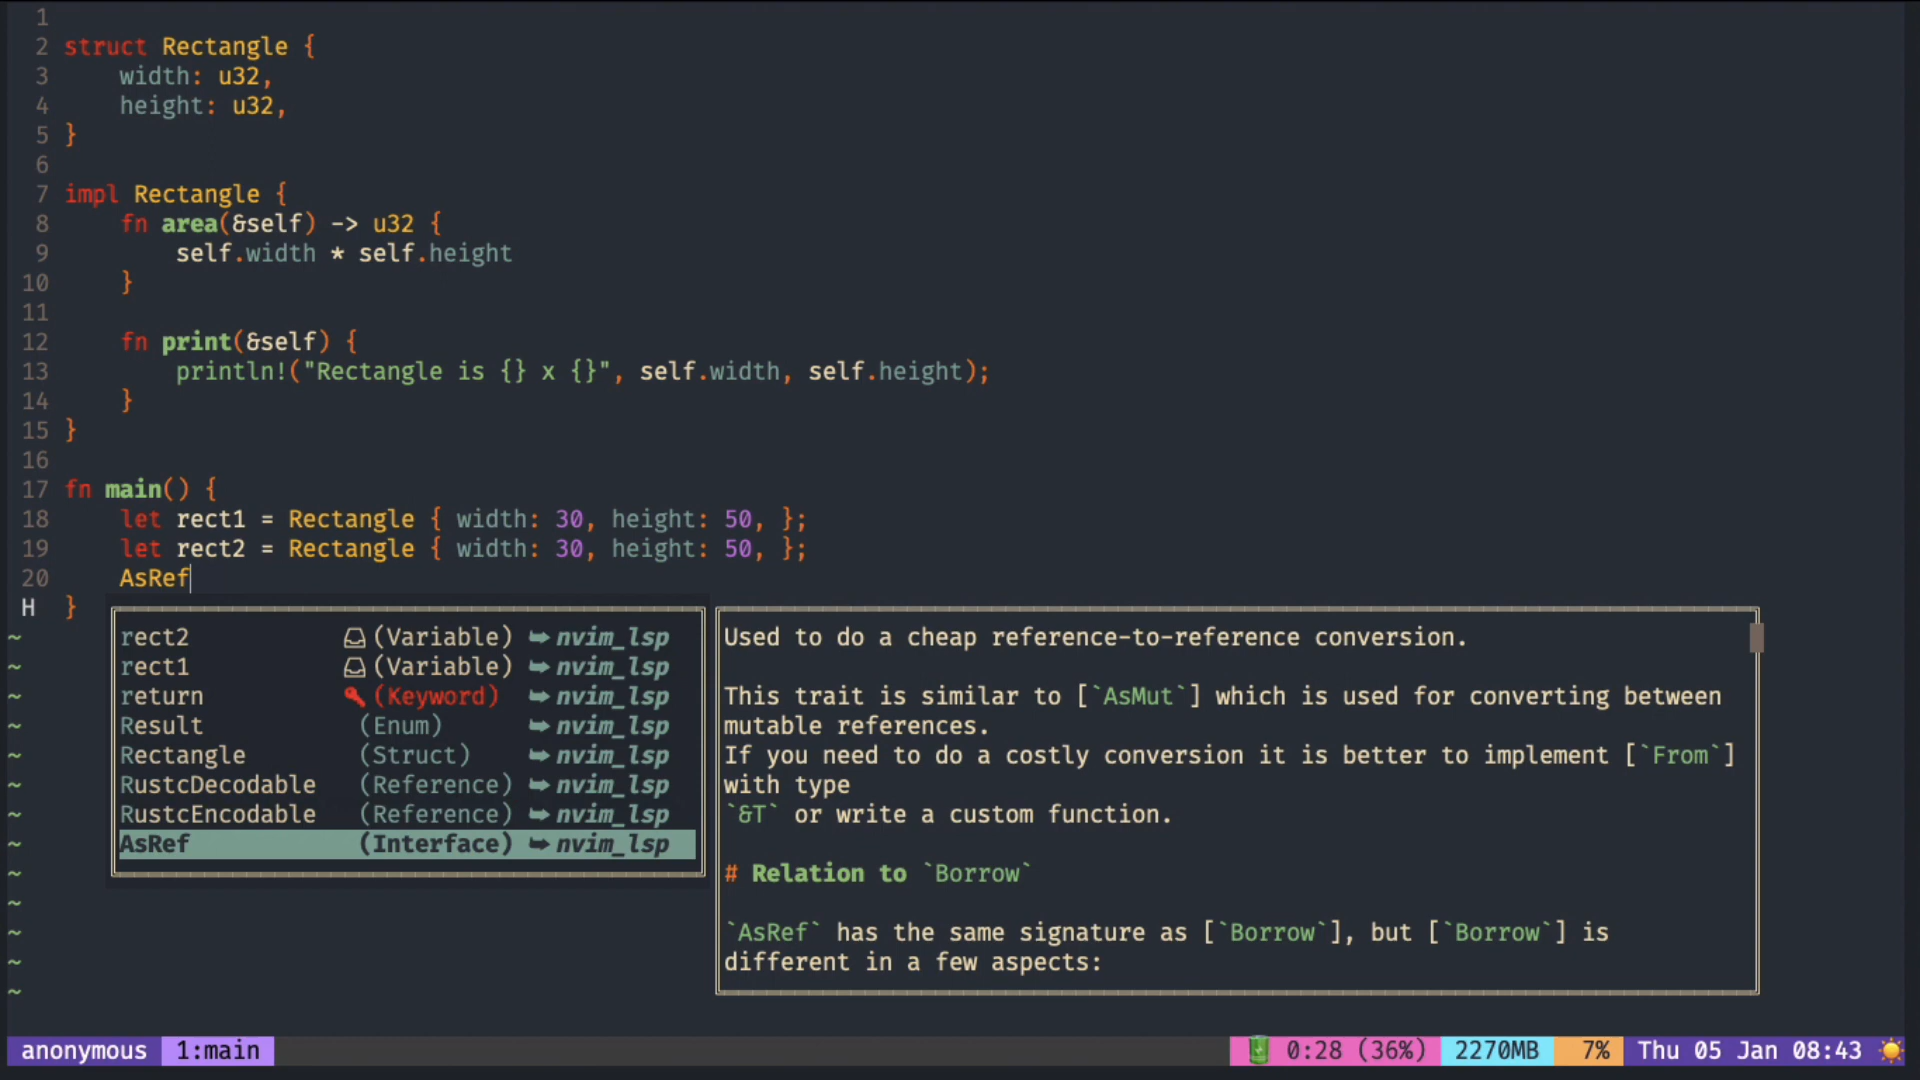 1
2 struct Rectangle {
3     width: u32,
4     height: u32,
5 }
6
7 impl Rectangle {
8     fn area(&self) -> u32 {
9         self.width * self.height
10     }
11
12     fn print(&self) {
13         println!("Rectangle is {} x {}", self.width, self.height);
14     }
15 }
16
17 fn main() {
18     let rect1 = Rectangle { width: 30, height: 50, };
19     let rect2 = Rectangle { width: 30, height: 50, };
20     AsRef
H }
~ rect2 (Variable) ➥ nvim_lsp
~ rect1 (Variable) ➥ nvim_lsp
~ return (Keyword) ➥ nvim_lsp
~ Result (Enum) ➥ nvim_lsp
~ Rectangle (Struct) ➥ nvim_lsp
~ RustcDecodable (Reference) ➥ nvim_lsp
~ RustcEncodable (Reference) ➥ nvim_lsp
~ AsRef (Interface) ➥ nvim_lsp
~
~
~
~
~
Used to do a cheap reference-to-reference conversion.
This trait is similar to [`AsMut`] which is used for converting between
mutable references.
If you need to do a costly conversion it is better to implement [`From`]
with type
`&T` or write a custom function.
# Relation to `Borrow`
`AsRef` has the same signature as [`Borrow`], but [`Borrow`] is
different in a few aspects:
anonymous 1:main 0:28 (36%) 2270MB 7% Thu 05 Jan 08:43